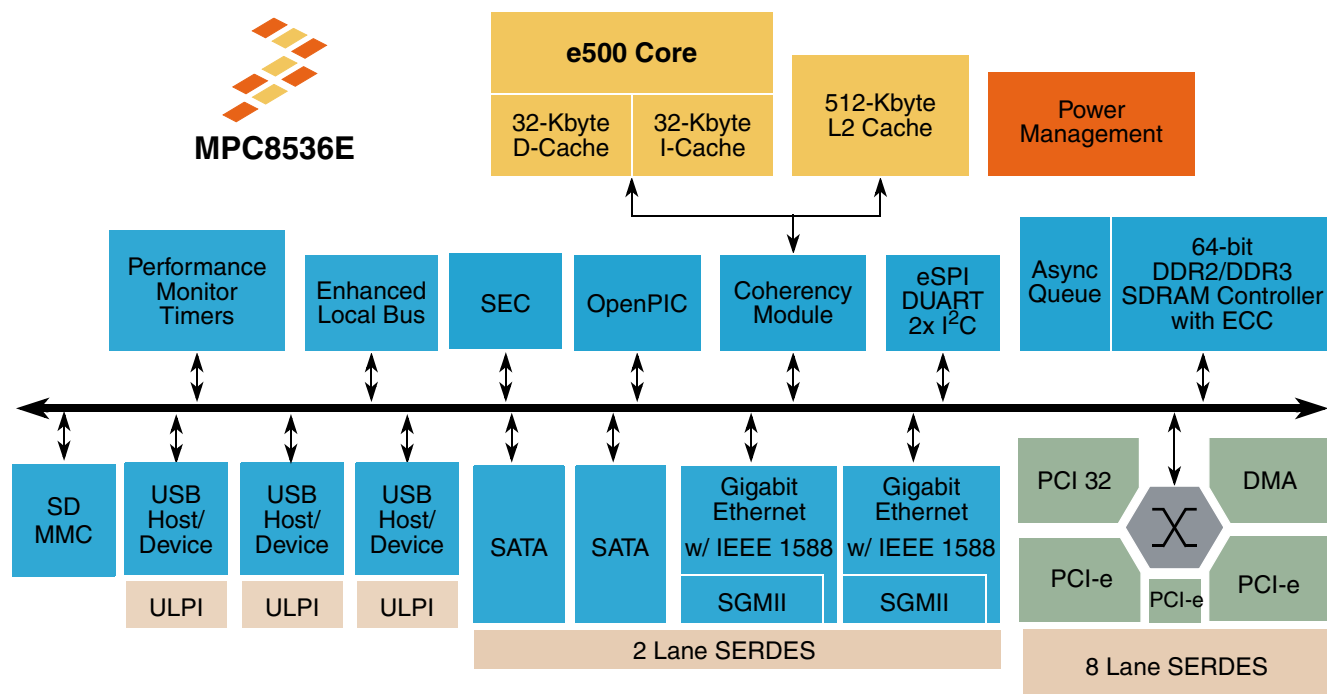 MPC8536E
e500 Core
32-Kbyte
D-Cache
32-Kbyte
I-Cache
512-Kbyte
L2 Cache
Power
Management
Performance
Monitor
Timers
Enhanced
Local Bus
SEC
OpenPIC
Coherency
Module
eSPI
DUART
2x I²C
Async
Queue
64-bit
DDR2/DDR3
SDRAM Controller
with ECC
SD
MMC
USB
Host/
Device
ULPI
USB
Host/
Device
ULPI
USB
Host/
Device
ULPI
SATA
SATA
Gigabit
Ethernet
w/ IEEE 1588
SGMII
Gigabit
Ethernet
w/ IEEE 1588
SGMII
2 Lane SERDES
PCI 32
DMA
PCI-e
PCI-e
PCI-e
8 Lane SERDES